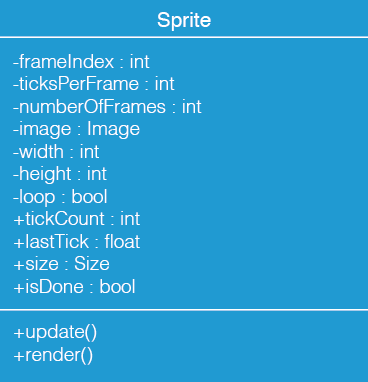 Sprite
-frameIndex : int
-ticksPerFrame : int
-numberOfFrames : int
-image : Image
-width : int
-height : int
-loop : bool
+tickCount : int
+lastTick : float
+size : Size
+isDone : bool
+update()
+render()